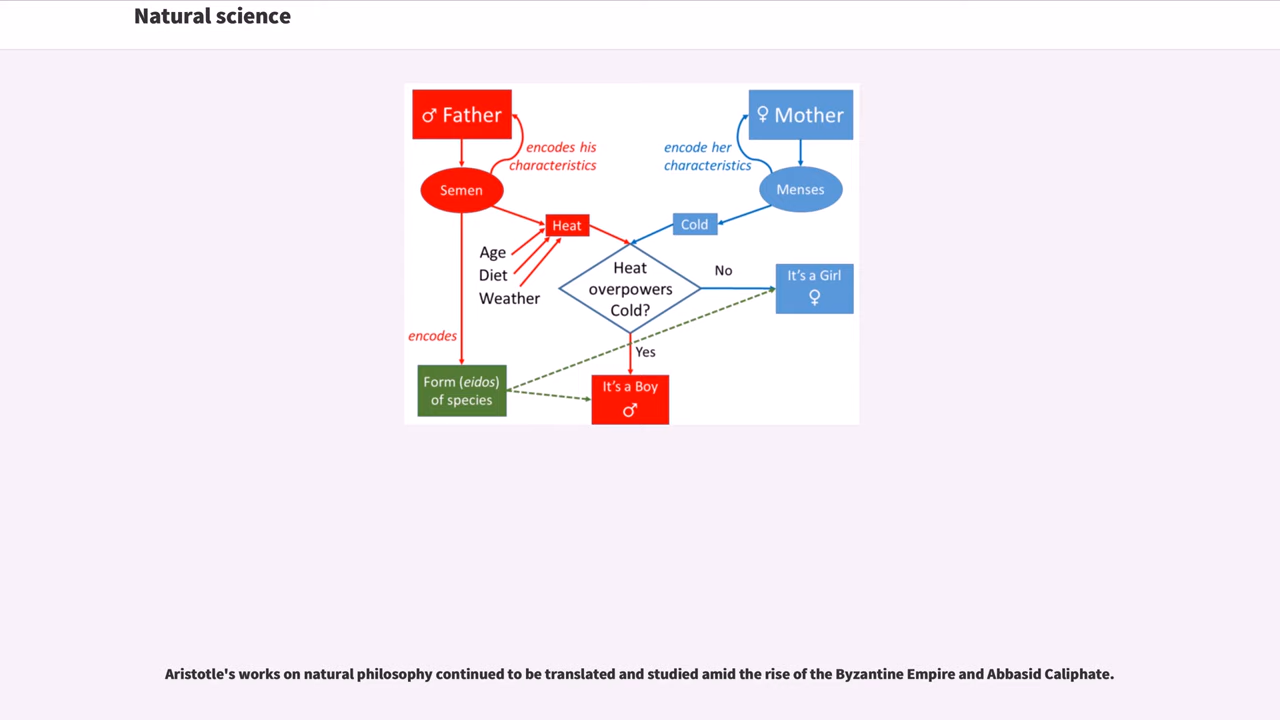 Natural science
♂ Father
♀ Mother
encodes his
characteristics
encode her
characteristics
Semen
Menses
Heat
Cold
Age
Diet
Weather
Heat
overpowers
Cold?
No
It's a Girl
♀
encodes
Yes
Form (eidos)
of species
It's a Boy
♂
Aristotle's works on natural philosophy continued to be translated and studied amid the rise of the Byzantine Empire and Abbasid Caliphate.